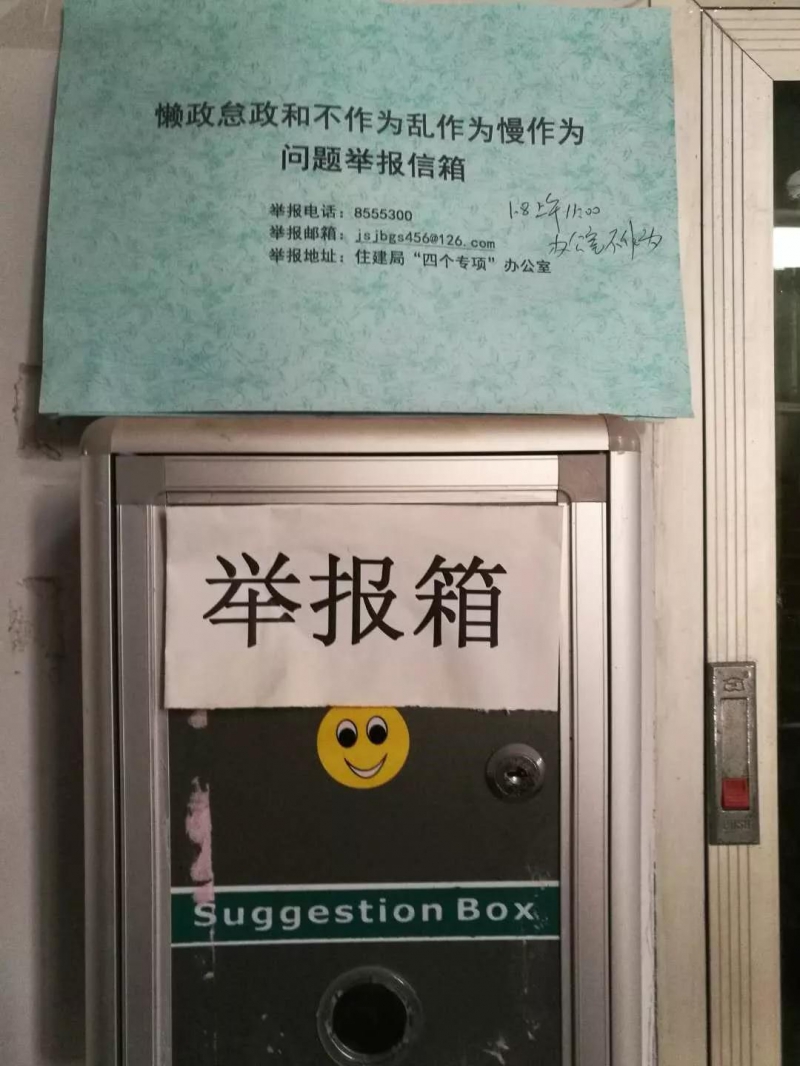 懒政怠政和不作为乱作为慢作为
问题举报信箱
举报电话：8555300
举报邮箱：jsjbgs456@126.com
举报地址：住建局“四个专项”办公室
1.8上午11:00
办公室不作为
举报箱
Suggestion Box